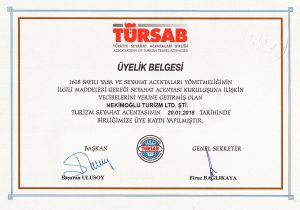 TÜRSAB
TÜRKİYE SEYAHAT ACENTALARI BİRLİĞİ
ASSOCIATION OF TURKISH TRAVEL AGENCIES
ÜYELİK BELGESİ
1618 SAYILI YASA VE SEYAHAT ACENTALARI YÖNETMELİĞİNİN
İLGİLİ MADDELERİ GEREĞİ SEYAHAT ACENTASI KURULUŞUNA İLİŞKİN
VECİBELERİNİ YERİNE GETİRMİŞ OLAN
HEKİMOĞLU TURİZM LTD. ŞTİ.
TURİZM SEYAHAT ACENTASININ 20.01.2018 TARİHİNDE
BİRLİĞİMİZE ÜYE KAYDI YAPILMIŞTIR.
BAŞKAN GENEL SEKRETER
TÜRSAB
Başaran ULUSOY Firuz BAĞLIKAYA